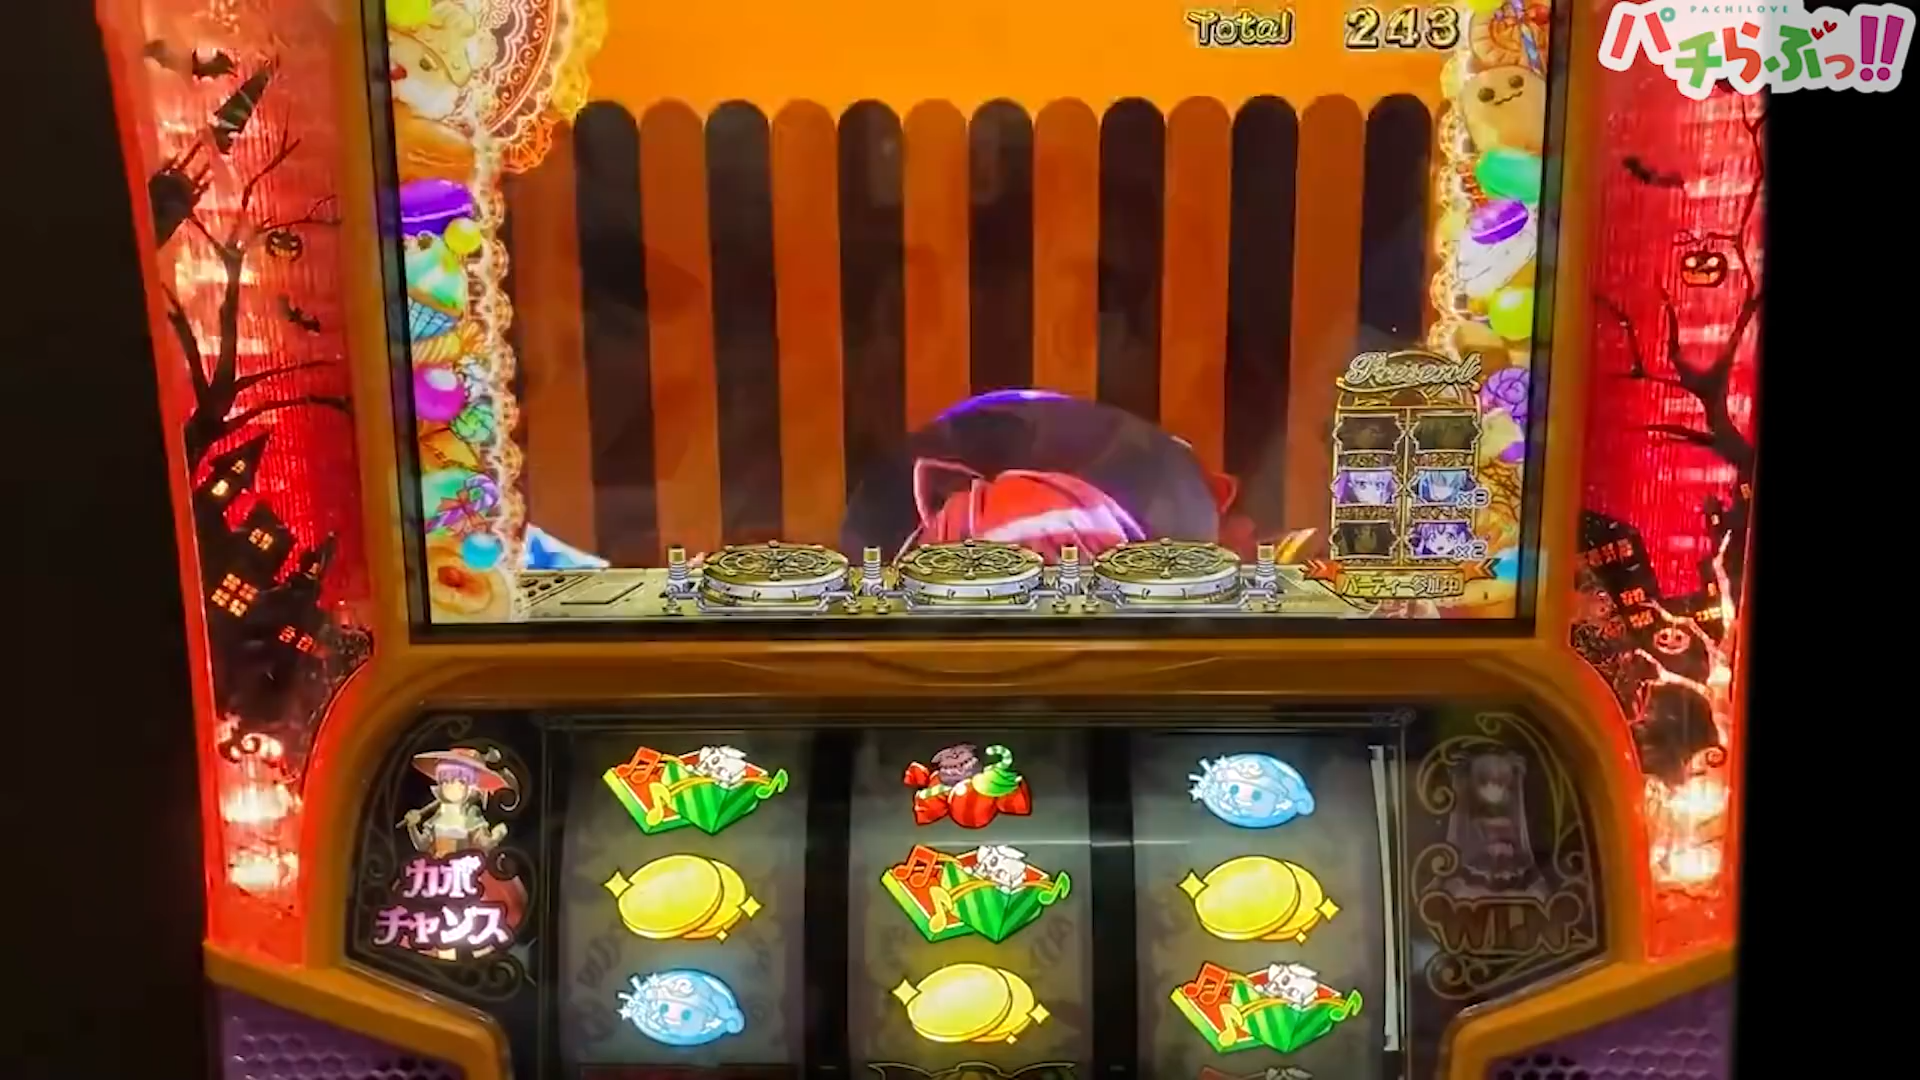 Total 243
PACHILOVE
パチらぶっ!!
Present
×3
×2
パーティー参加中
カボ
チャンス
WIN